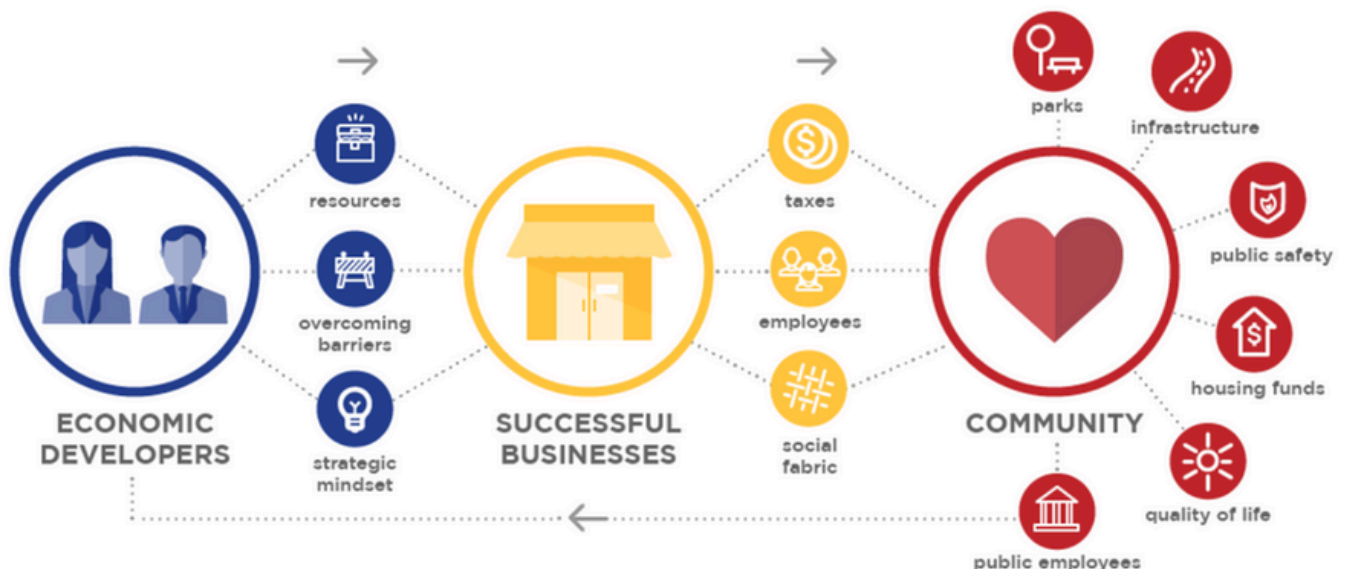 parks
infrastructure
resources
taxes
public safety
overcoming
barriers
employees
housing funds
ECONOMIC
DEVELOPERS
SUCCESSFUL
BUSINESSES
COMMUNITY
strategic
mindset
social
fabric
quality of life
public employees
$
$